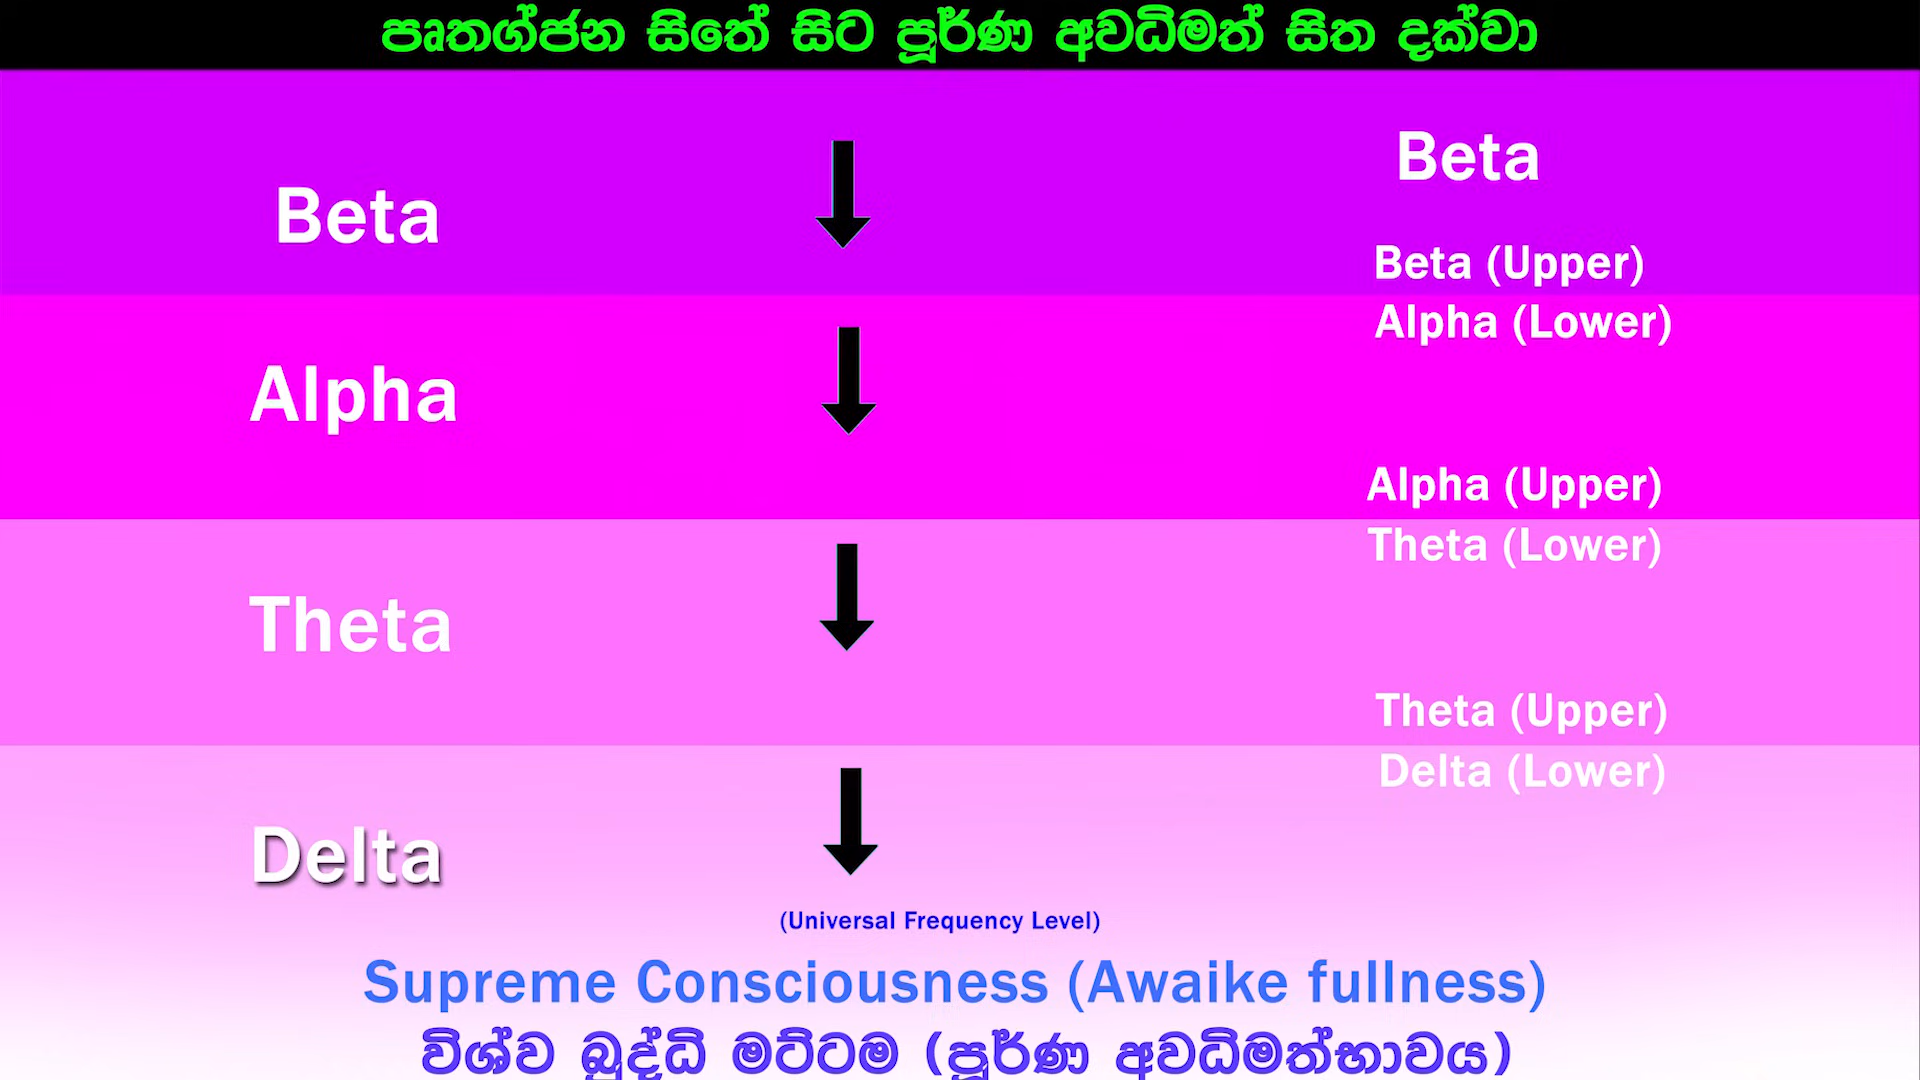 පෘතග්ජන සිතේ සිට පූර්ණ අවධිමත් සිත දක්වා
Beta
Beta
Beta (Upper)
Alpha (Lower)
Alpha
Alpha (Upper)
Theta (Lower)
Theta
Theta (Upper)
Delta (Lower)
Delta
(Universal Frequency Level)
Supreme Consciousness (Awaike fullness)
විශ්ව බුද්ධි මට්ටම (පූර්ණ අවධිමත්භාවය)